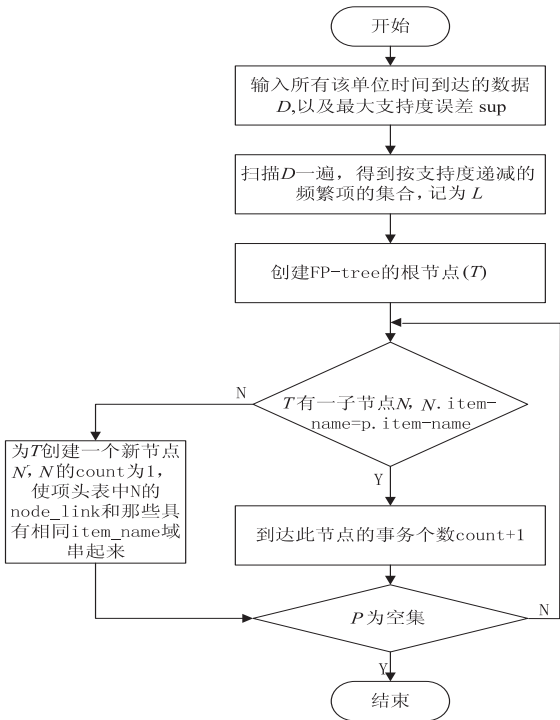 开始
输入所有该单位时间到达的数据
D,以及最大支持度误差 sup
扫描D一遍，得到按支持度递减的
频繁项的集合，记为 L
创建FP-tree的根节点(T)
T有一子节点N, N. item-
name=p. item-name
N
Y
为T创建一个新节点
N, N的count为1,
使项头表中N的
node_link和那些具
有相同item_name域
串起来
到达此节点的事务个数count+1
P为空集
N
Y
结束